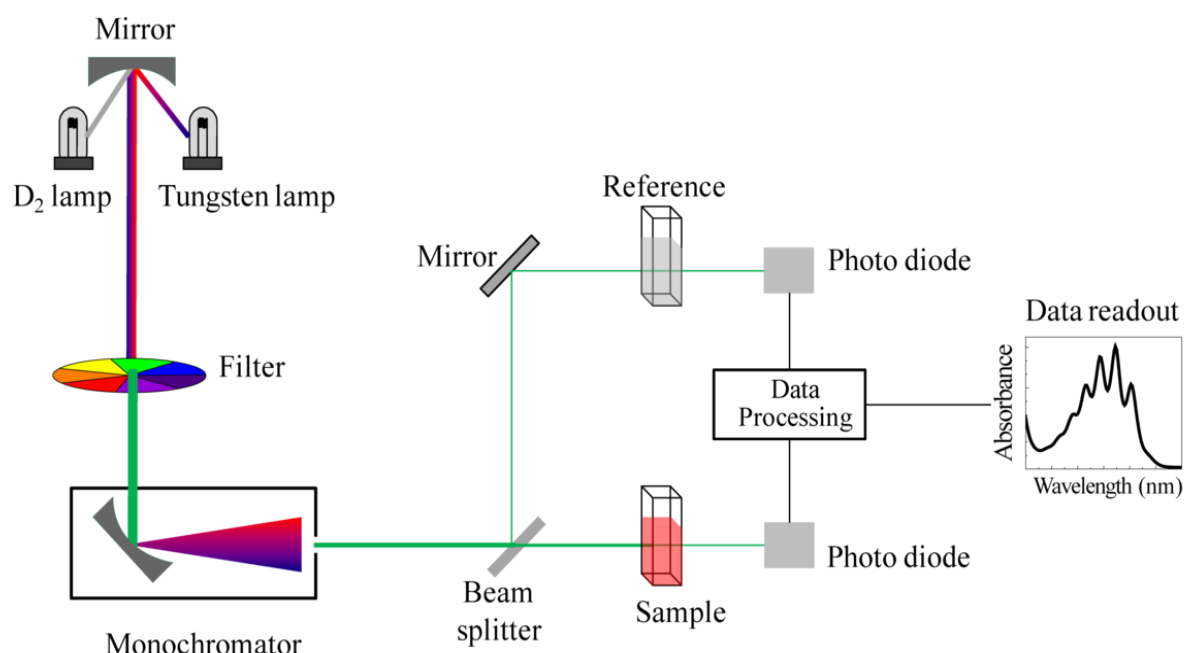 Mirror
D₂ lamp
Tungsten lamp
Filter
Monochromator
Mirror
Beam
splitter
Reference
Sample
Photo diode
Photo diode
Data
Processing
Data readout
Absorbance
Wavelength (nm)